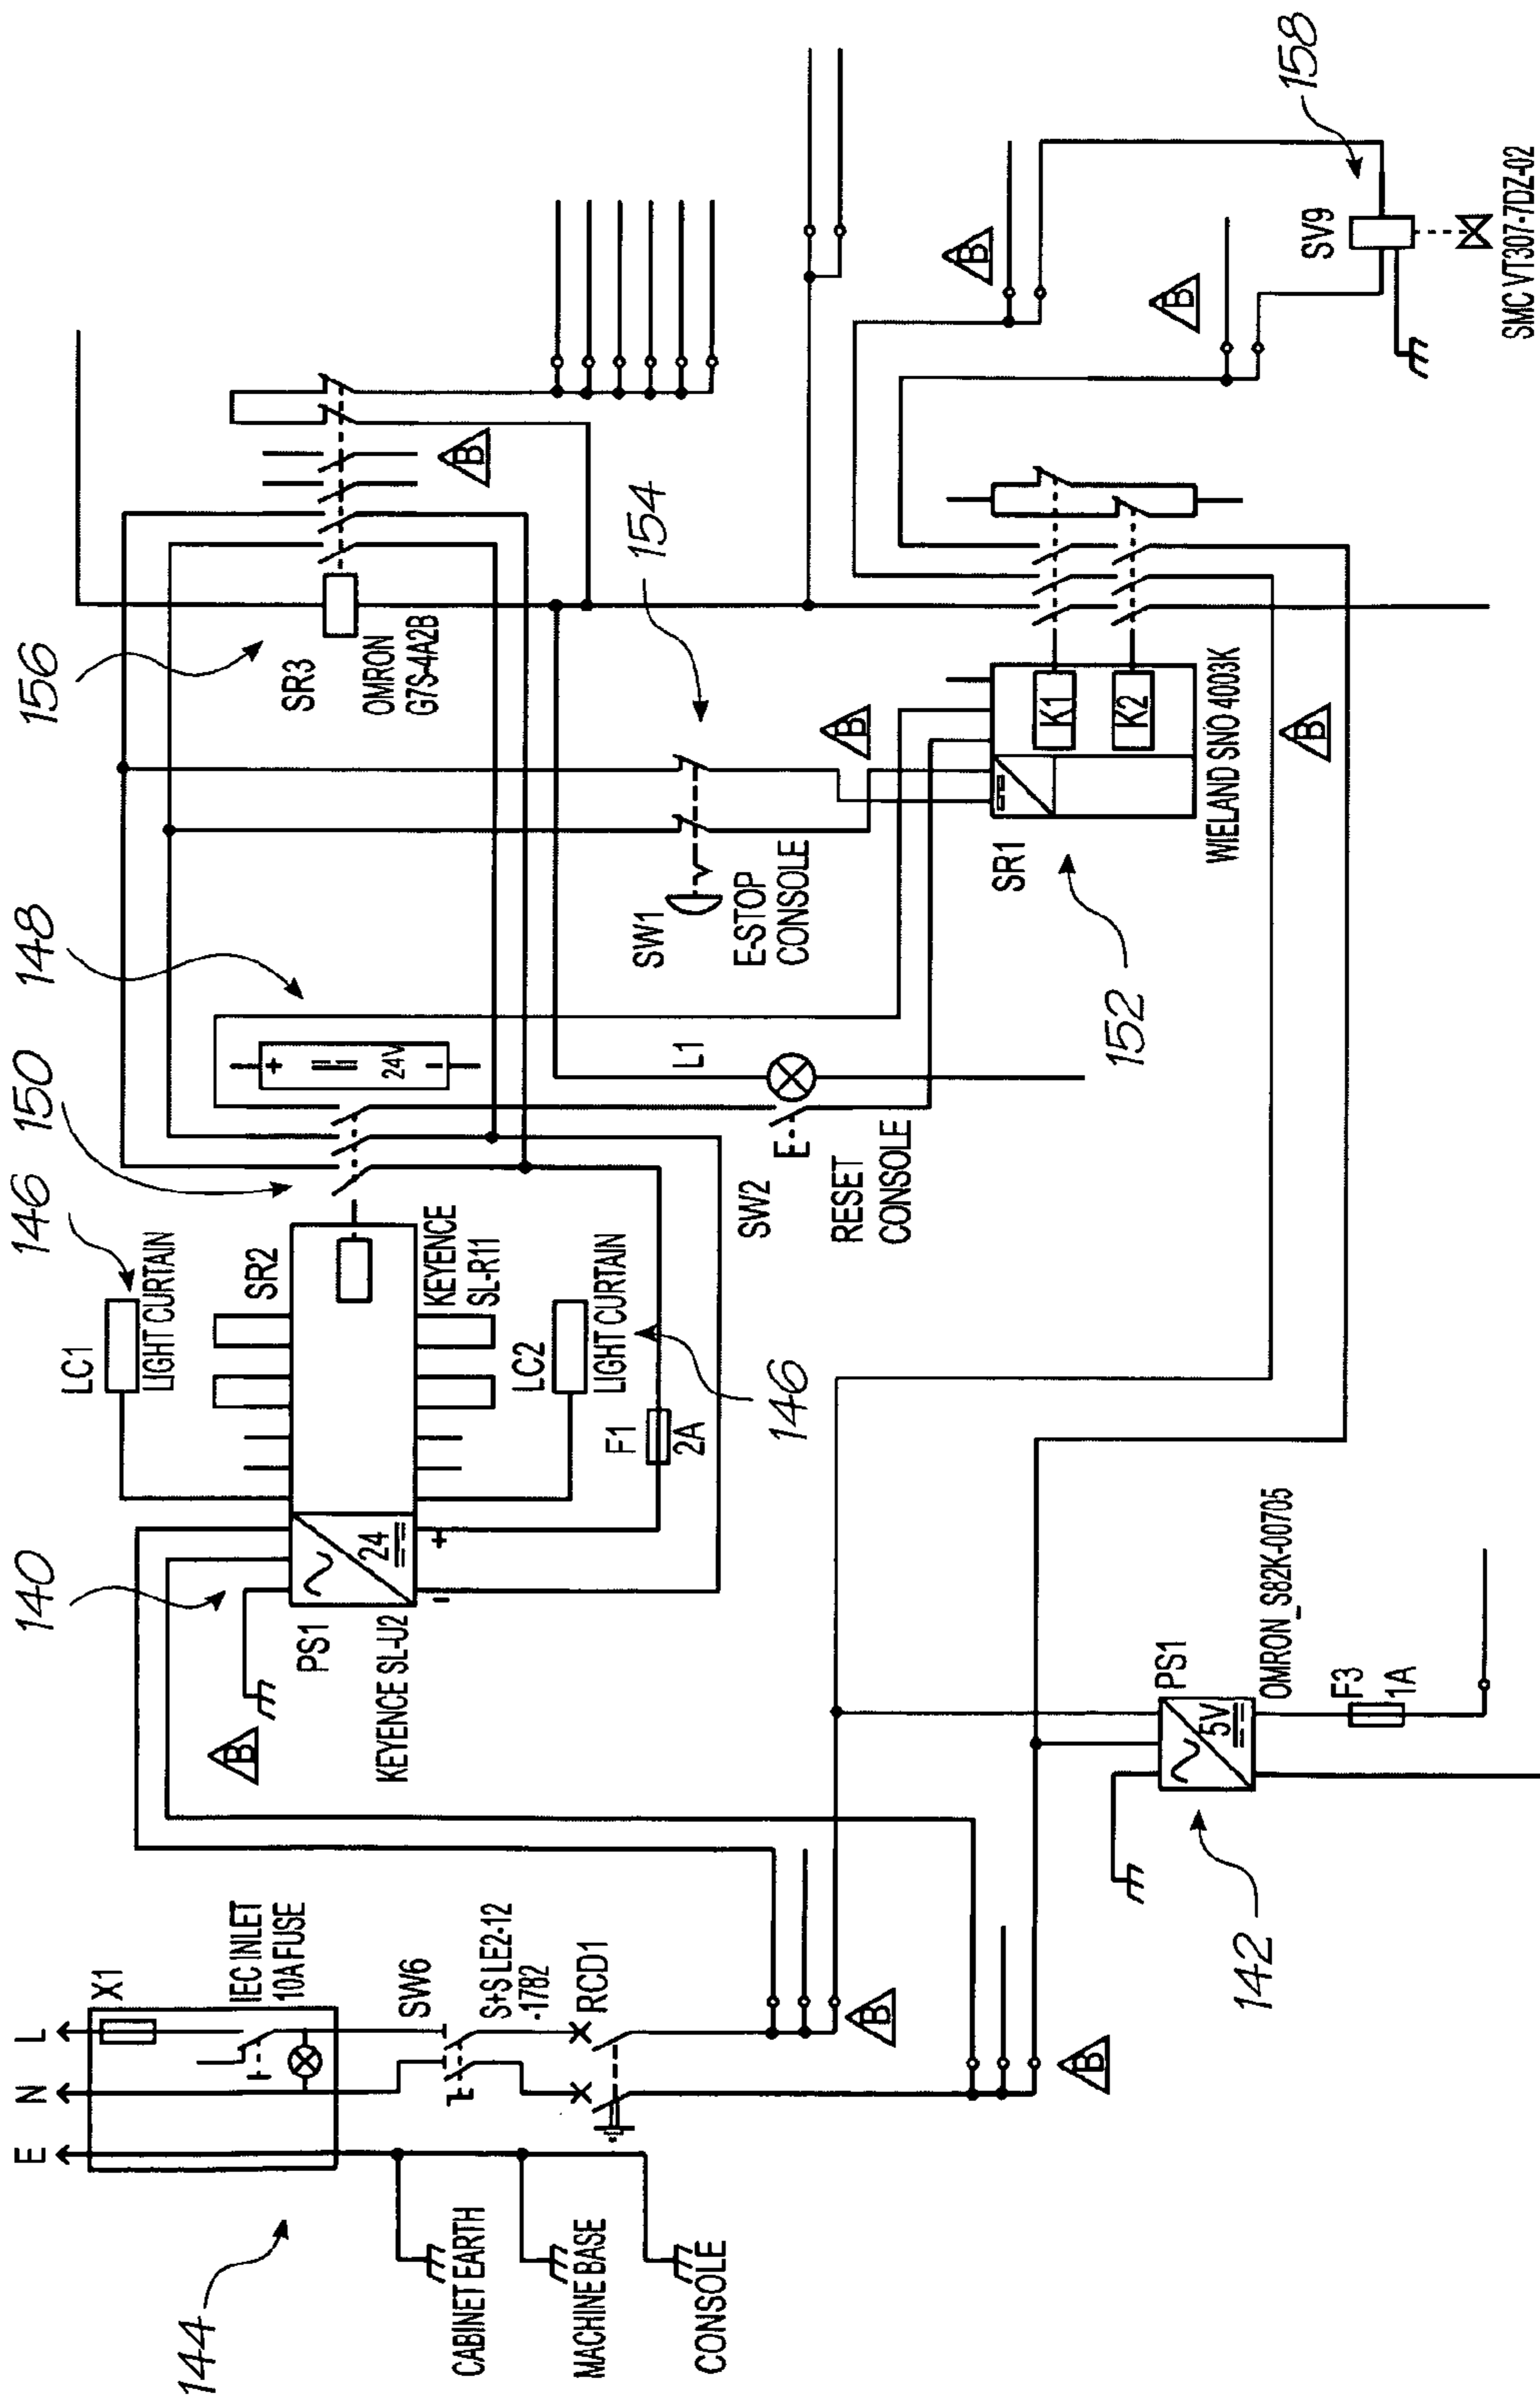 144
E
N
L
X1
IEC INLET
10A FUSE
SW6
S+S LE2-12
-1782
RCD1
CABINET EARTH
MACHINE BASE
CONSOLE
B
B
B
140
PS1
KEYENCE SL-U2
24
+
-
LC1
LIGHT CURTAIN
146
SR2
KEYENCE
SL-R11
LC2
LIGHT CURTAIN
146
F1
2A
150
148
+
24V
-
L1
SW2
RESET
CONSOLE
142
PS1
5V
OMRON_S82K-00705
F3
1A
156
SR3
OMRON
G7S-4A2B
B
154
SW1
E-STOP
CONSOLE
B
SR1
K1
K2
WIELAND SNO 4003K
152
B
B
B
158
SV9
SMC VT307-7DZ-02